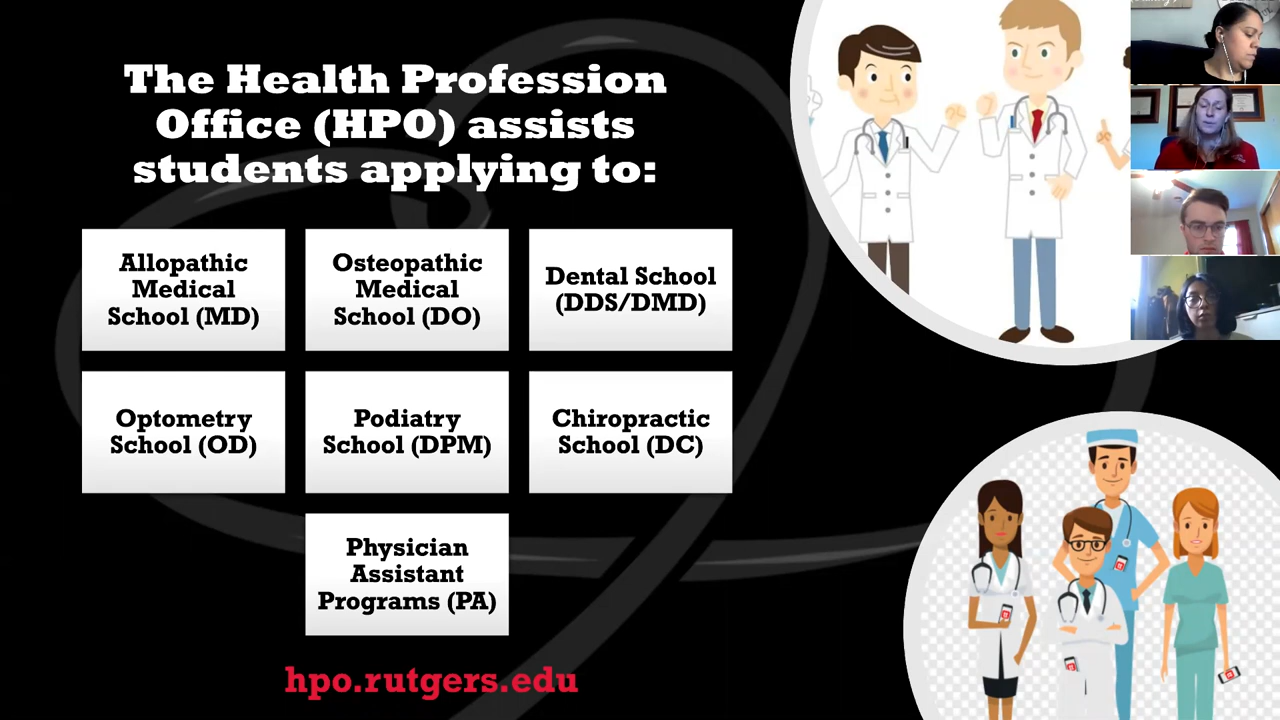 The Health Profession
Office (HPO) assists
students applying to:
Allopathic
Medical
School (MD)
Osteopathic
Medical
School (DO)
Dental School
(DDS/DMD)
Optometry
School (OD)
Podiatry
School (DPM)
Chiropractic
School (DC)
Physician
Assistant
Programs (PA)
hpo.rutgers.edu